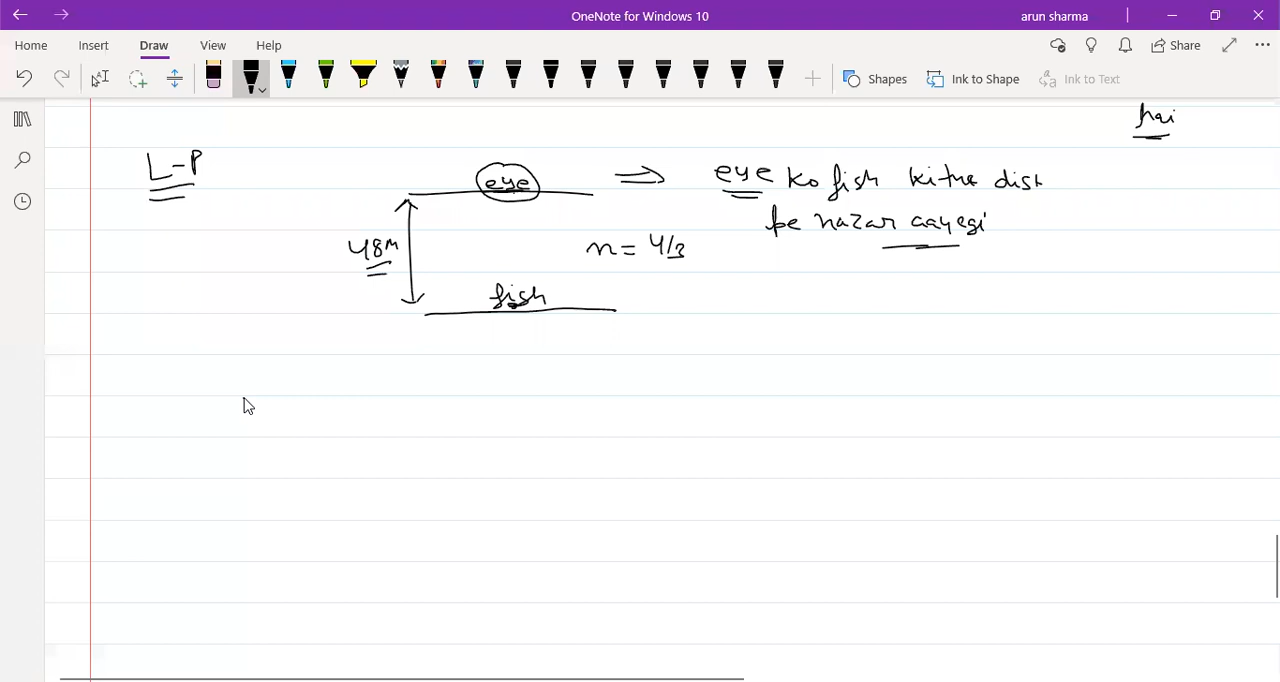 OneNote for Windows 10
arun sharma
Home Insert Draw View Help
Share
Shapes
Ink to Shape
Ink to Text
hai
L-P
eye ⇒ eye ko fish kitne dist
pe nazar aayegi
48m
n = 4/3
fish